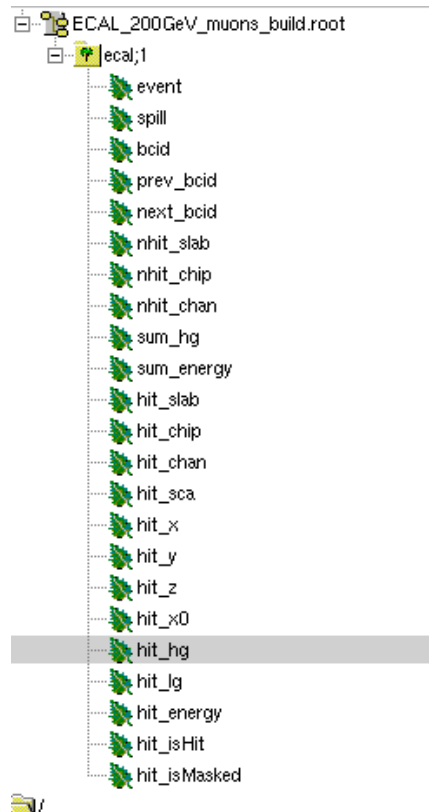 ECAL_200GeV_muons_build.root
ecal;1
event
spill
bcid
prev_bcid
next_bcid
nhit_slab
nhit_chip
nhit_chan
sum_hg
sum_energy
hit_slab
hit_chip
hit_chan
hit_sca
hit_x
hit_y
hit_z
hit_x0
hit_hg
hit_lg
hit_energy
hit_isHit
hit_isMasked
/